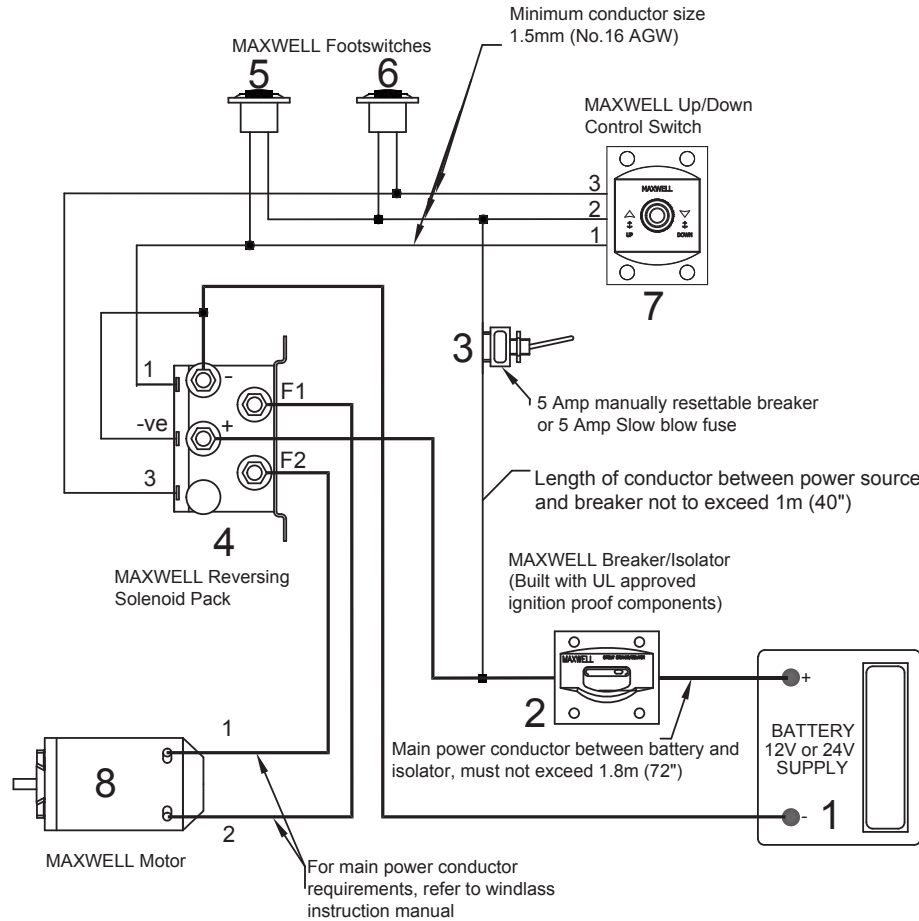 Minimum conductor size
1.5mm (No.16 AGW)
MAXWELL Footswitches
5
6
MAXWELL Up/Down
Control Switch
3
2
1
MAXWELL
UP
DOWN
7
3
5 Amp manually resettable breaker
or 5 Amp Slow blow fuse
1
-
F1
-ve
+
F2
3
4
MAXWELL Reversing
Solenoid Pack
Length of conductor between power source
and breaker not to exceed 1m (40")
MAXWELL Breaker/Isolator
(Built with UL approved
ignition proof components)
MAXWELL
2
Main power conductor between battery and
isolator, must not exceed 1.8m (72")
+
BATTERY
12V or 24V
SUPPLY
- 1
1
8
2
MAXWELL Motor
For main power conductor
requirements, refer to windlass
instruction manual